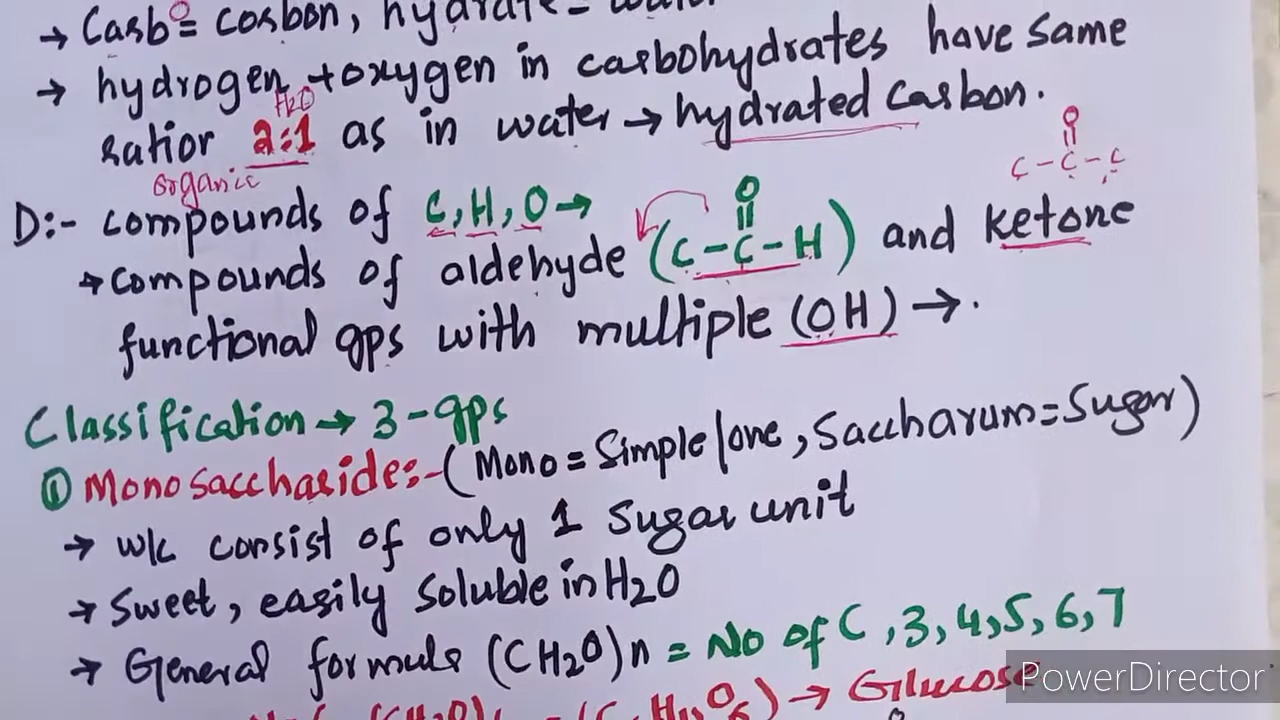 → Carbo = carbon, hydrate = water
→ hydrogen + oxygen in carbohydrates have same
H2O
ratior 2:1 as in water → hydrated Carbon.
O
C-C-C
organic
D:- compounds of C, H, O →
→ compounds of aldehyde (C-C-H) and ketone
O
functional gps with multiple (OH) → .
Classification → 3-gps
① Monosaccharide:- (Mono = Simple/one, Saccharum = Sugar)
→ w/c consist of only 1 Sugar unit
→ Sweet, easily soluble in H2O
→ General formula (CH2O)n = No of C, 3,4,5,6,7
→ Glucose
PowerDirector